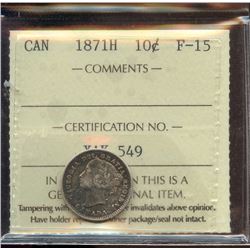 CAN 1871H 10¢ F-15
—COMMENTS—
— CERTIFICATION NO. —
549
IN THIS IS A
GE NAL ITEM.
Tampering with invalidates above opinion.
Have holder ner package/seal not intact.